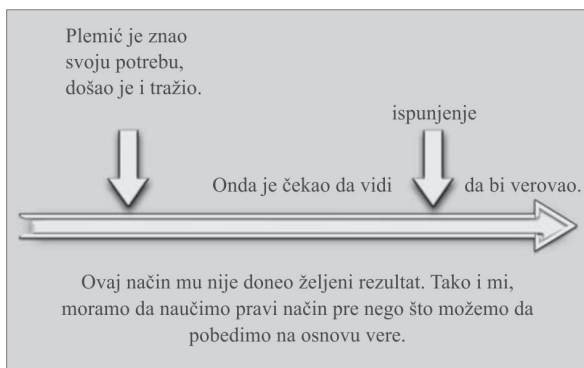 Plemić je znao
svoju potrebu,
došao je i tražio.
ispunjenje
Onda je čekao da vidi da bi verovao.
Ovaj način mu nije doneo željeni rezultat. Tako i mi,
moramo da naučimo pravi način pre nego što možemo da
pobedimo na osnovu vere.